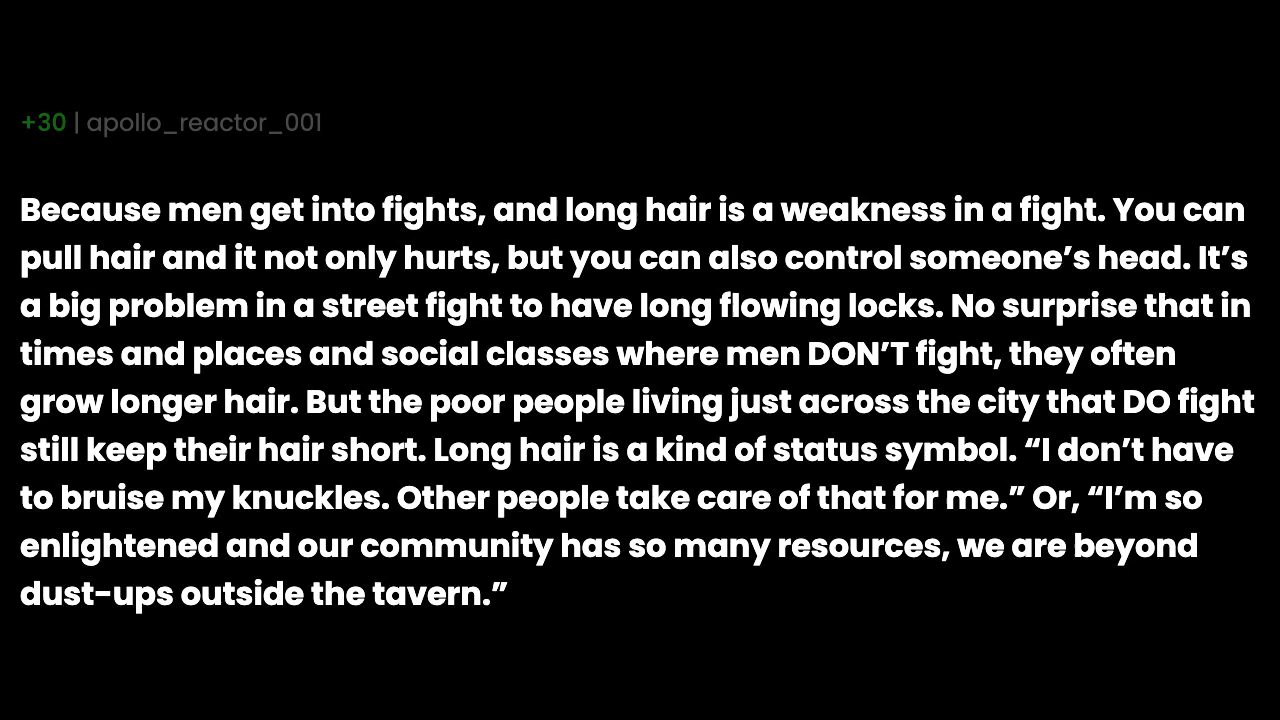 +30 | apollo_reactor_001
Because men get into fights, and long hair is a weakness in a fight. You can
pull hair and it not only hurts, but you can also control someone’s head. It’s
a big problem in a street fight to have long flowing locks. No surprise that in
times and places and social classes where men DON’T fight, they often
grow longer hair. But the poor people living just across the city that DO fight
still keep their hair short. Long hair is a kind of status symbol. “I don’t have
to bruise my knuckles. Other people take care of that for me.” Or, “I’m so
enlightened and our community has so many resources, we are beyond
dust-ups outside the tavern.”